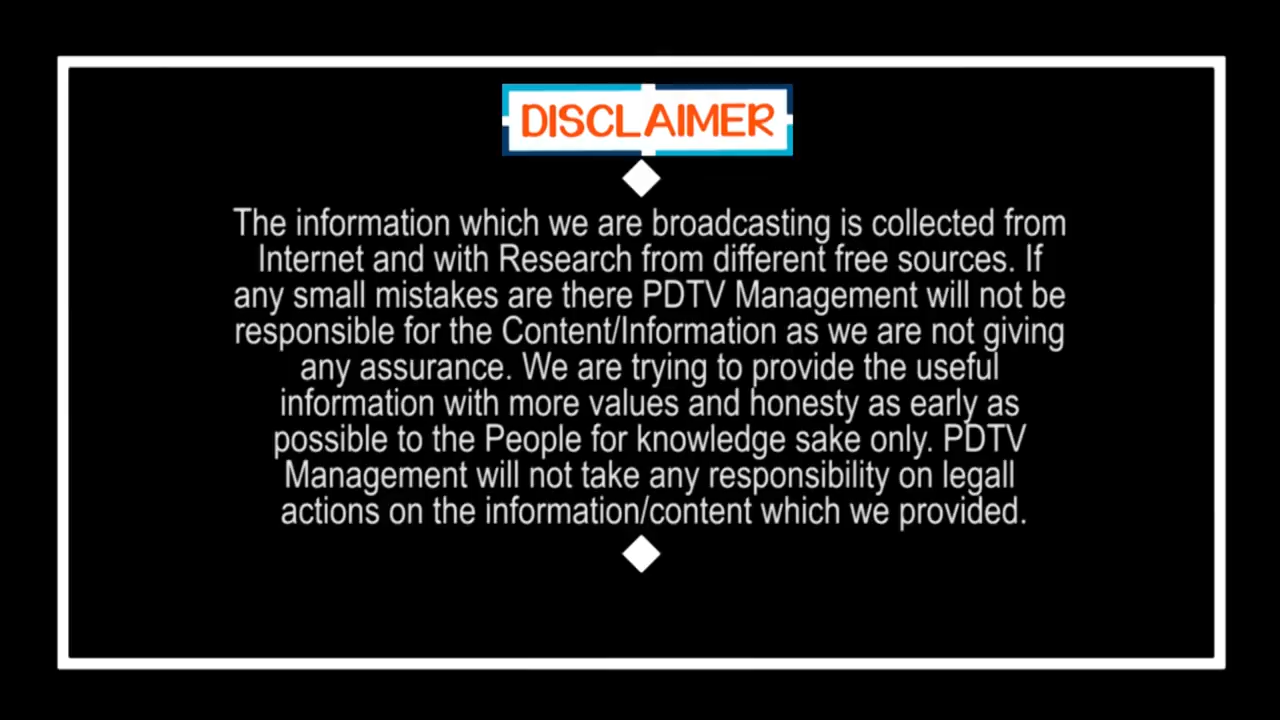 DISCLAIMER
The information which we are broadcasting is collected from
Internet and with Research from different free sources. If
any small mistakes are there PDTV Management will not be
responsible for the Content/Information as we are not giving
any assurance. We are trying to provide the useful
information with more values and honesty as early as
possible to the People for knowledge sake only. PDTV
Management will not take any responsibility on legall
actions on the information/content which we provided.